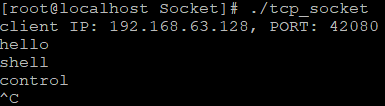 [root@localhost Socket]# ./tcp_socket
client IP: 192.168.63.128, PORT: 42080
hello
shell
control
^C